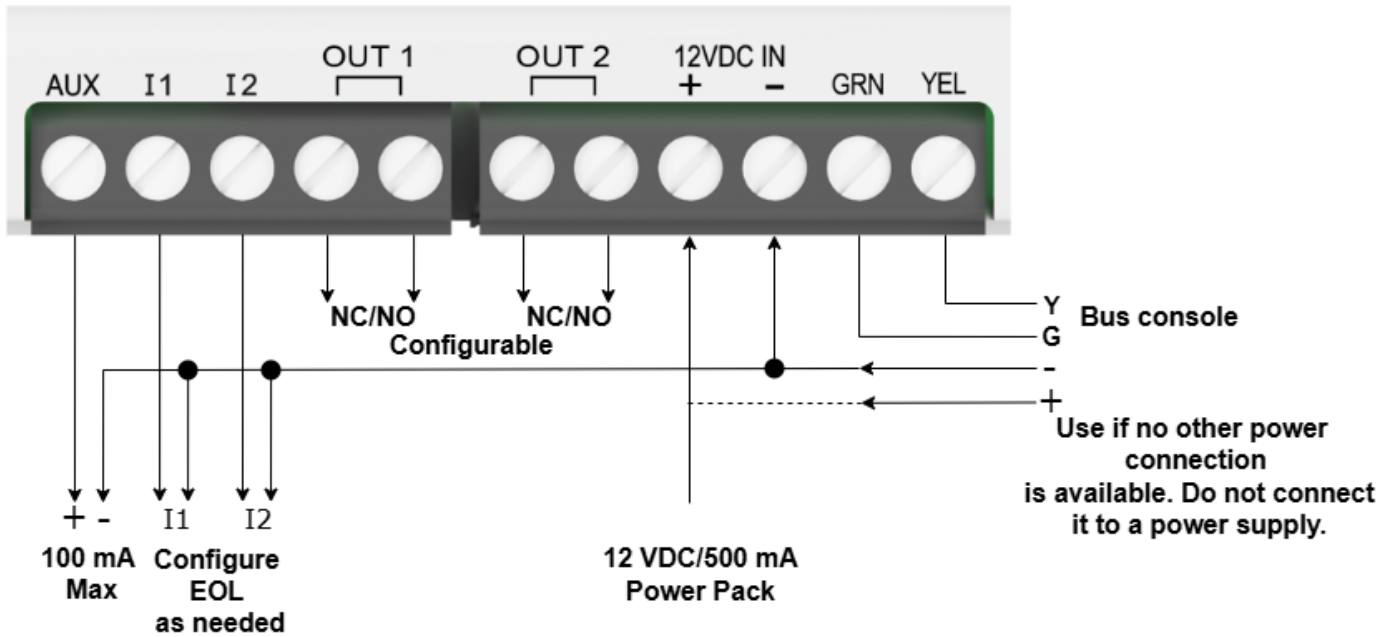 OUT 1 OUT 2 12VDC IN
AUX I1 I2 + - GRN YEL
NC/NO NC/NO
Configurable
Y
G
Bus console
-
+
Use if no other power
connection
is available. Do not connect
it to a power supply.
+ - I1 I2
100 mA
Max
Configure
EOL
as needed
12 VDC/500 mA
Power Pack